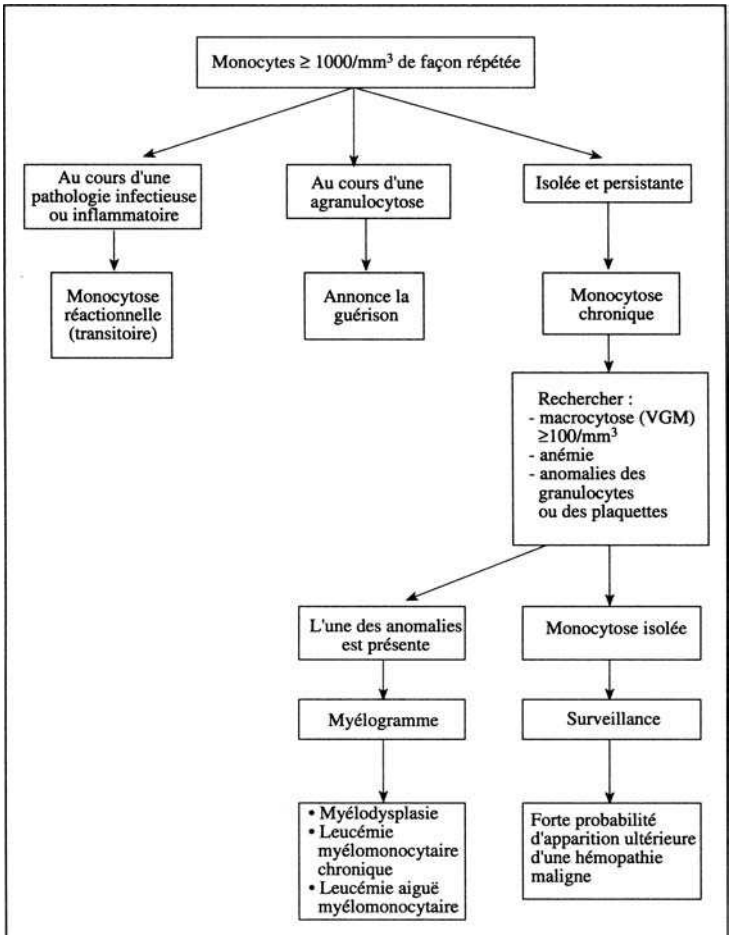 Monocytes ≥ 1000/mm³ de façon répétée
Au cours d'une
pathologie infectieuse
ou inflammatoire
Au cours d'une
agranulocytose
Isolée et persistante
Monocytose
réactionnelle
(transitoire)
Annonce la
guérison
Monocytose
chronique
Rechercher :
- macrocytose (VGM)
≥100/mm³
- anémie
- anomalies des
granulocytes
ou des plaquettes
L'une des anomalies
est présente
Monocytose isolée
Myélogramme
Surveillance
• Myélodysplasie
• Leucémie
myélomonocytaire
chronique
• Leucémie aiguë
myélomonocytaire
Forte probabilité
d'apparition ultérieure
d'une hémopathie
maligne